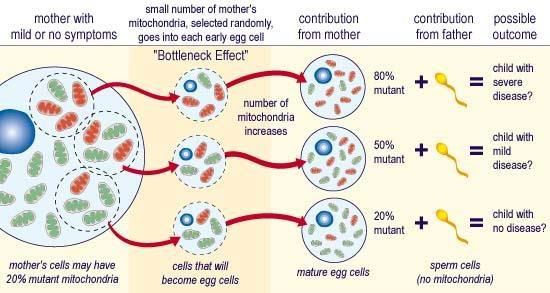 mother with
mild or no symptoms
small number of mother's
mitochondria, selected randomly,
goes into each early egg cell
"Bottleneck Effect"
contribution
from mother
contribution
from father
possible
outcome
number of
mitochondria
increases
80%
mutant
+
=
child with
severe
disease?
50%
mutant
+
=
child with
mild
disease?
20%
mutant
+
=
child with
no disease?
mother's cells may have
20% mutant mitochondria
cells that will
become egg cells
mature egg cells
sperm cells
(no mitochondria)